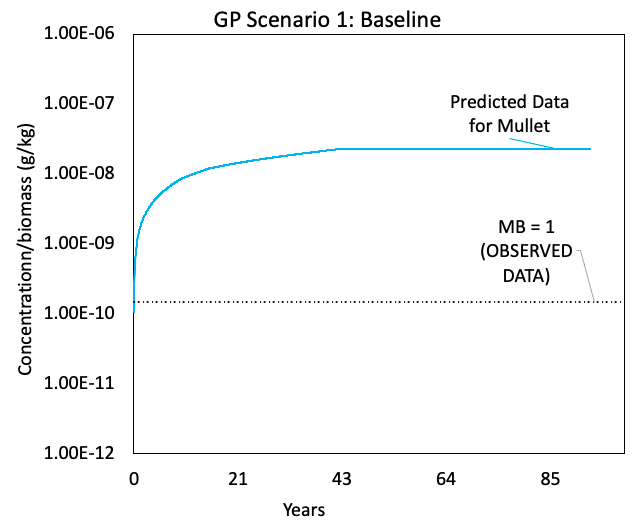 GP Scenario 1: Baseline
1.00E-06
1.00E-07
1.00E-08
1.00E-09
1.00E-10
1.00E-11
1.00E-12
Concentrationn/biomass (g/kg)
Predicted Data
for Mullet
MB = 1
(OBSERVED
DATA)
0 21 43 64 85
Years